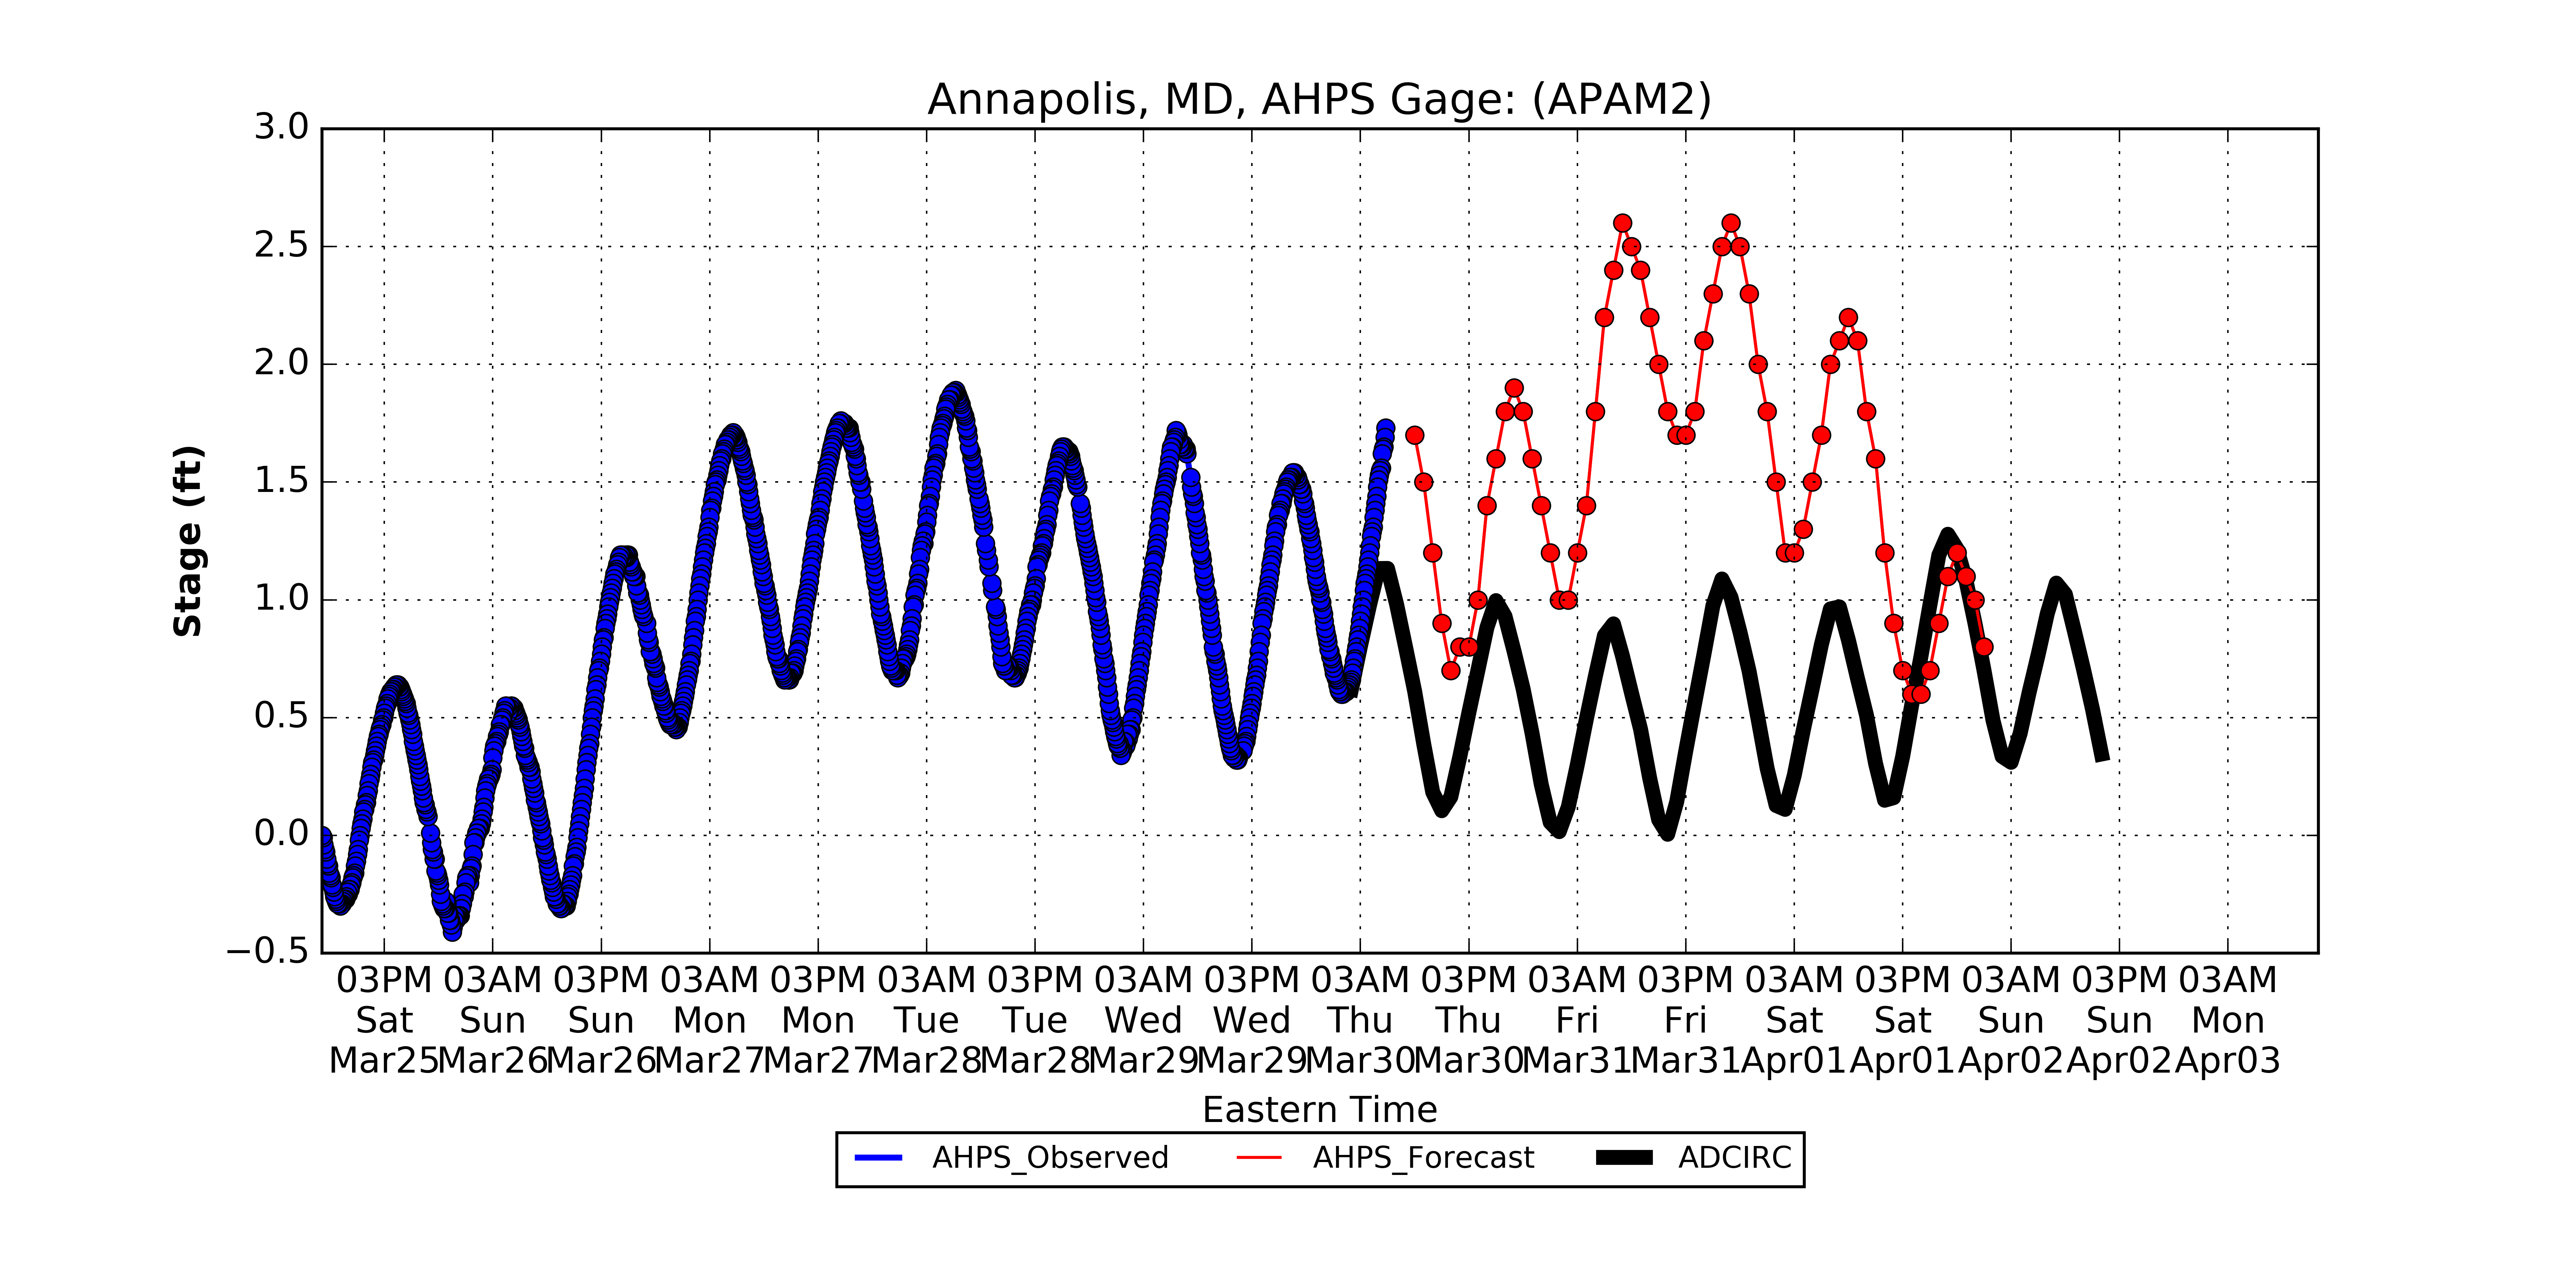 Annapolis, MD, AHPS Gage: (APAM2)
3.0
2.5
2.0
1.5
1.0
0.5
0.0
−0.5
Stage (ft)
03PM 03AM 03PM 03AM 03PM 03AM 03PM 03AM 03PM 03AM 03PM 03AM 03PM 03AM 03PM 03AM 03PM 03AM
Sat Sun Sun Mon Mon Tue Tue Wed Wed Thu Thu Fri Fri Sat Sat Sun Sun Mon
Mar25 Mar26 Mar26 Mar27 Mar27 Mar28 Mar28 Mar29 Mar29 Mar30 Mar30 Mar31 Mar31 Apr01 Apr01 Apr02 Apr02 Apr03
Eastern Time
AHPS_Observed AHPS_Forecast ADCIRC